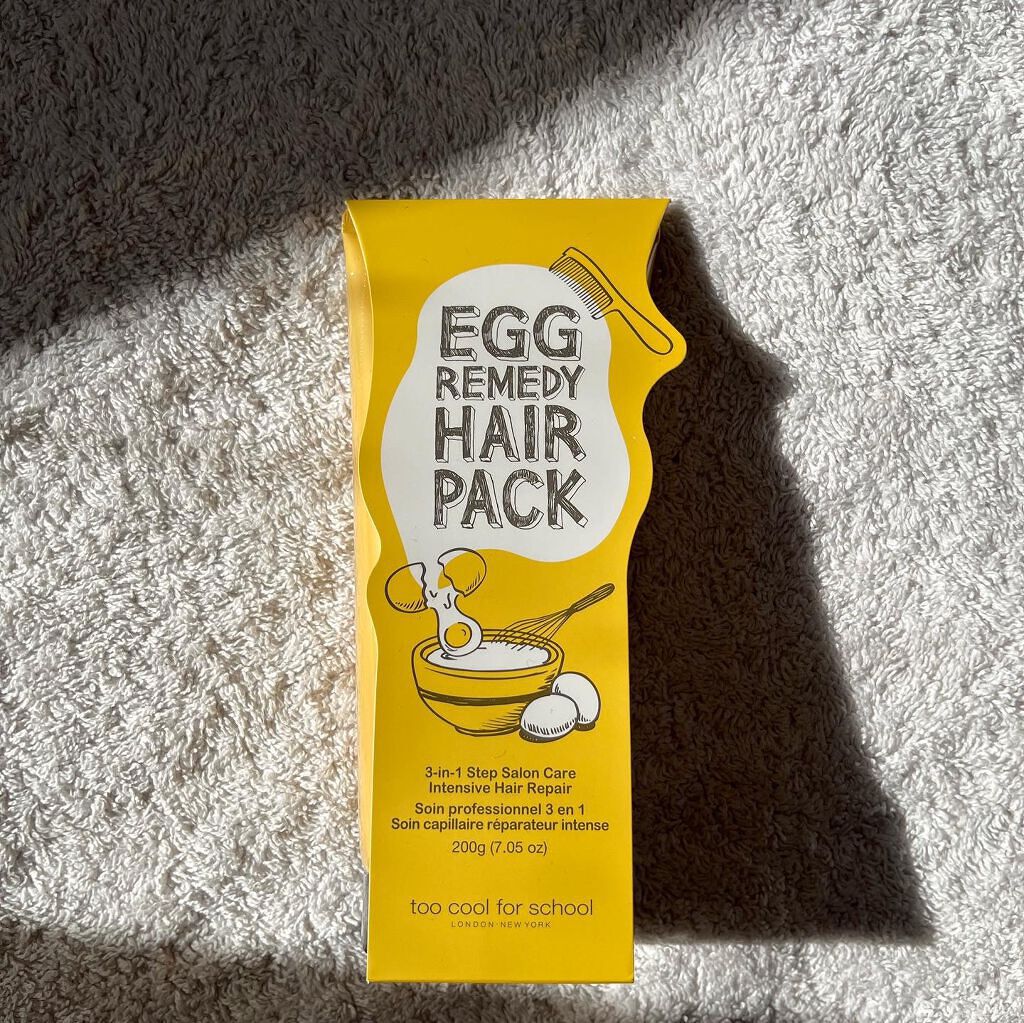 EGG
REMEDY
HAIR
PACK
3-in-1 Step Salon Care
Intensive Hair Repair
Soin professionnel 3 en 1
Soin capillaire réparateur intense
200g (7.05 oz)
too cool for school
LONDON · NEW YORK